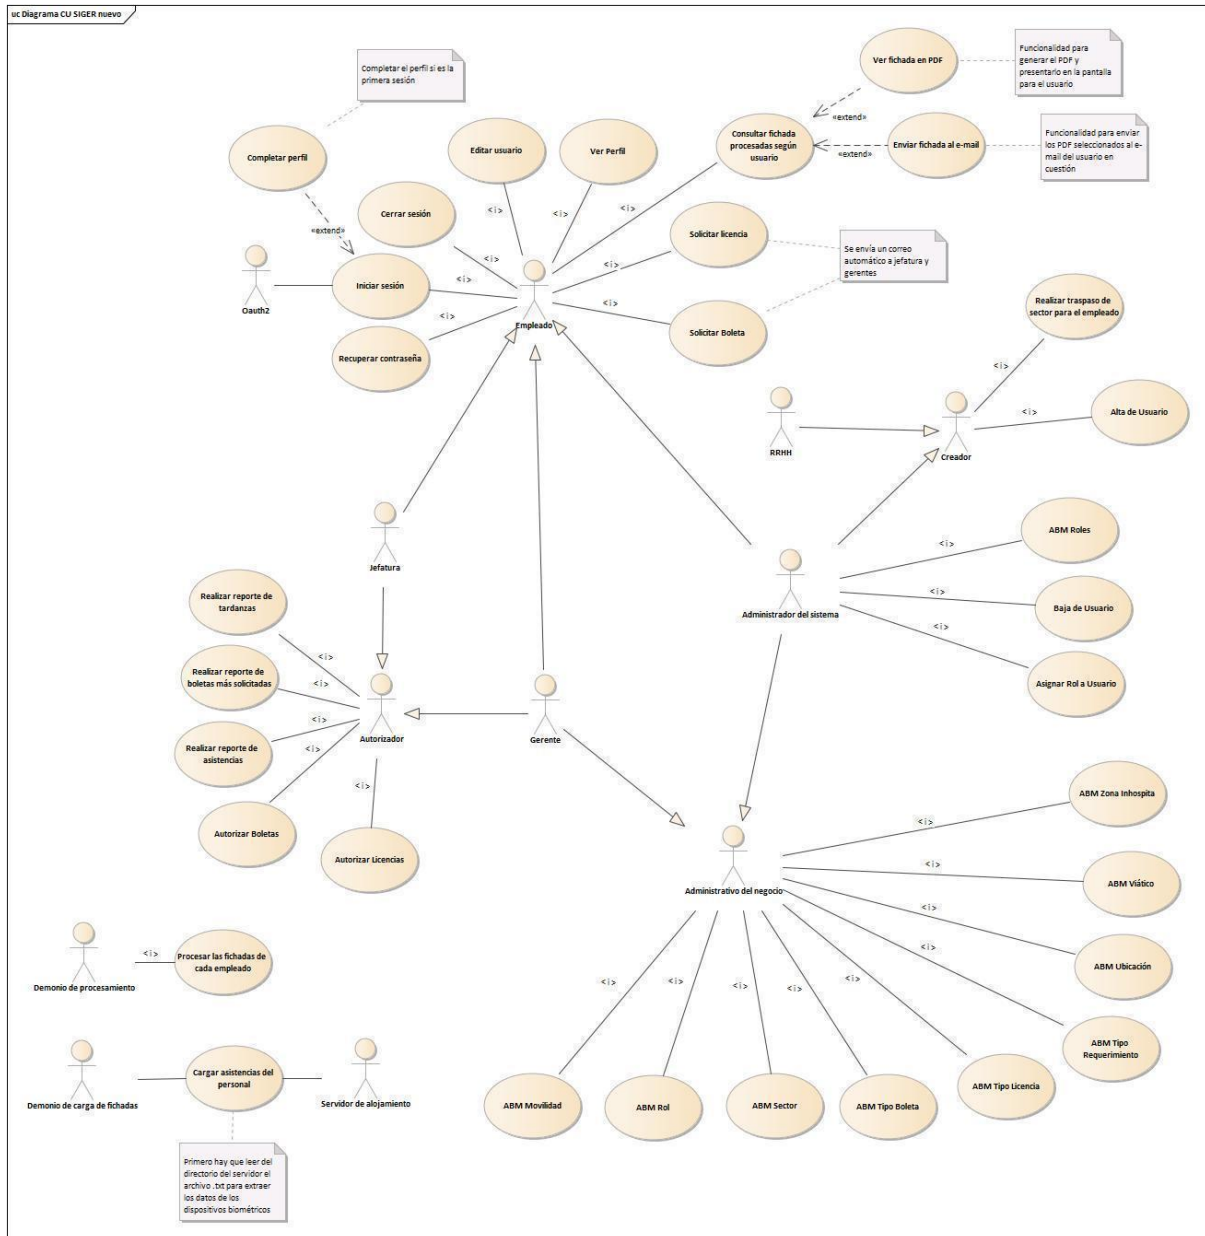 uc Diagrama CU SIGER nuevo
Completar el perfil si es la
primera sesión
Completar perfil
«extend»
Oauth2
Iniciar sesión
Cerrar sesión
Recuperar contraseña
Editar usuario
Ver Perfil
Empleado
<i>
<i>
<i>
<i>
<i>
<i>
<i>
<i>
Consultar fichada
procesadas según
usuario
«extend»
«extend»
Ver fichada en PDF
Funcionalidad para
generar el PDF y
presentarlo en la pantalla
para el usuario
Enviar fichada al e-mail
Funcionalidad para enviar
los PDF seleccionados al e-
mail del usuario en
cuestión
Solicitar licencia
Solicitar Boleta
Se envía un correo
automático a jefatura y
gerentes
Realizar traspaso de
sector para el empleado
<i>
RRHH
Creador
<i>
Alta de Usuario
Jefatura
Administrador del sistema
<i>
ABM Roles
<i>
Baja de Usuario
<i>
Asignar Rol a Usuario
Realizar reporte de
tardanzas
<i>
Realizar reporte de
boletas más solicitadas
<i>
Realizar reporte de
asistencias
<i>
Autorizar Boletas
<i>
Autorizar Licencias
<i>
Autorizador
Gerente
Administrativo del negocio
<i>
ABM Zona Inhospita
<i>
ABM Viático
<i>
ABM Ubicación
<i>
ABM Tipo
Requerimiento
<i>
ABM Tipo Licencia
<i>
ABM Tipo Boleta
<i>
ABM Sector
<i>
ABM Rol
<i>
ABM Movilidad
Demonio de procesamiento
<i>
Procesar las fichadas de
cada empleado
Demonio de carga de fichadas
Cargar asistencias del
personal
Servidor de alojamiento
Primero hay que leer del
directorio del servidor el
archivo .txt para extraer
los datos de los
dispositivos biométricos